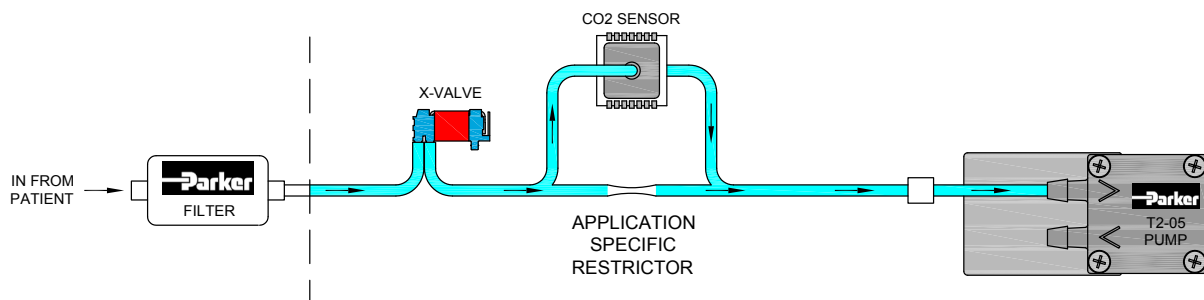 CO2 SENSOR
X-VALVE
IN FROM
PATIENT
Parker
FILTER
APPLICATION
SPECIFIC
RESTRICTOR
Parker
T2-05
PUMP